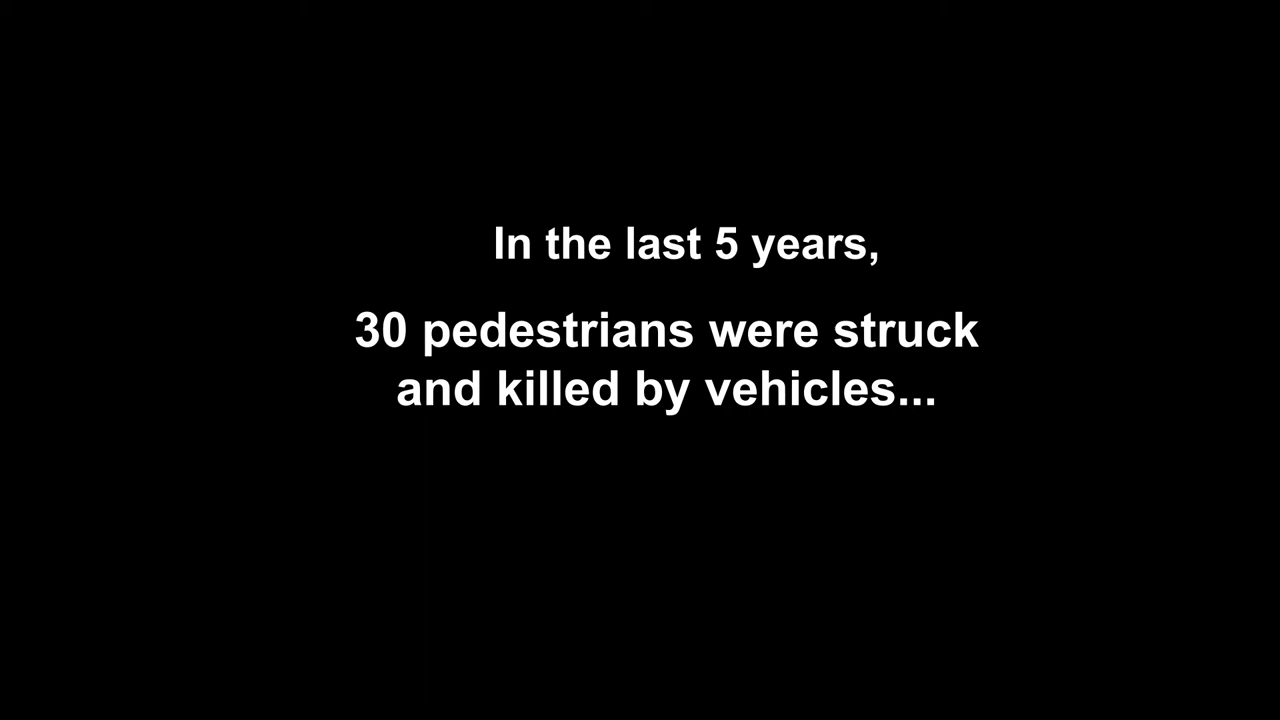 In the last 5 years,
30 pedestrians were struck
and killed by vehicles...